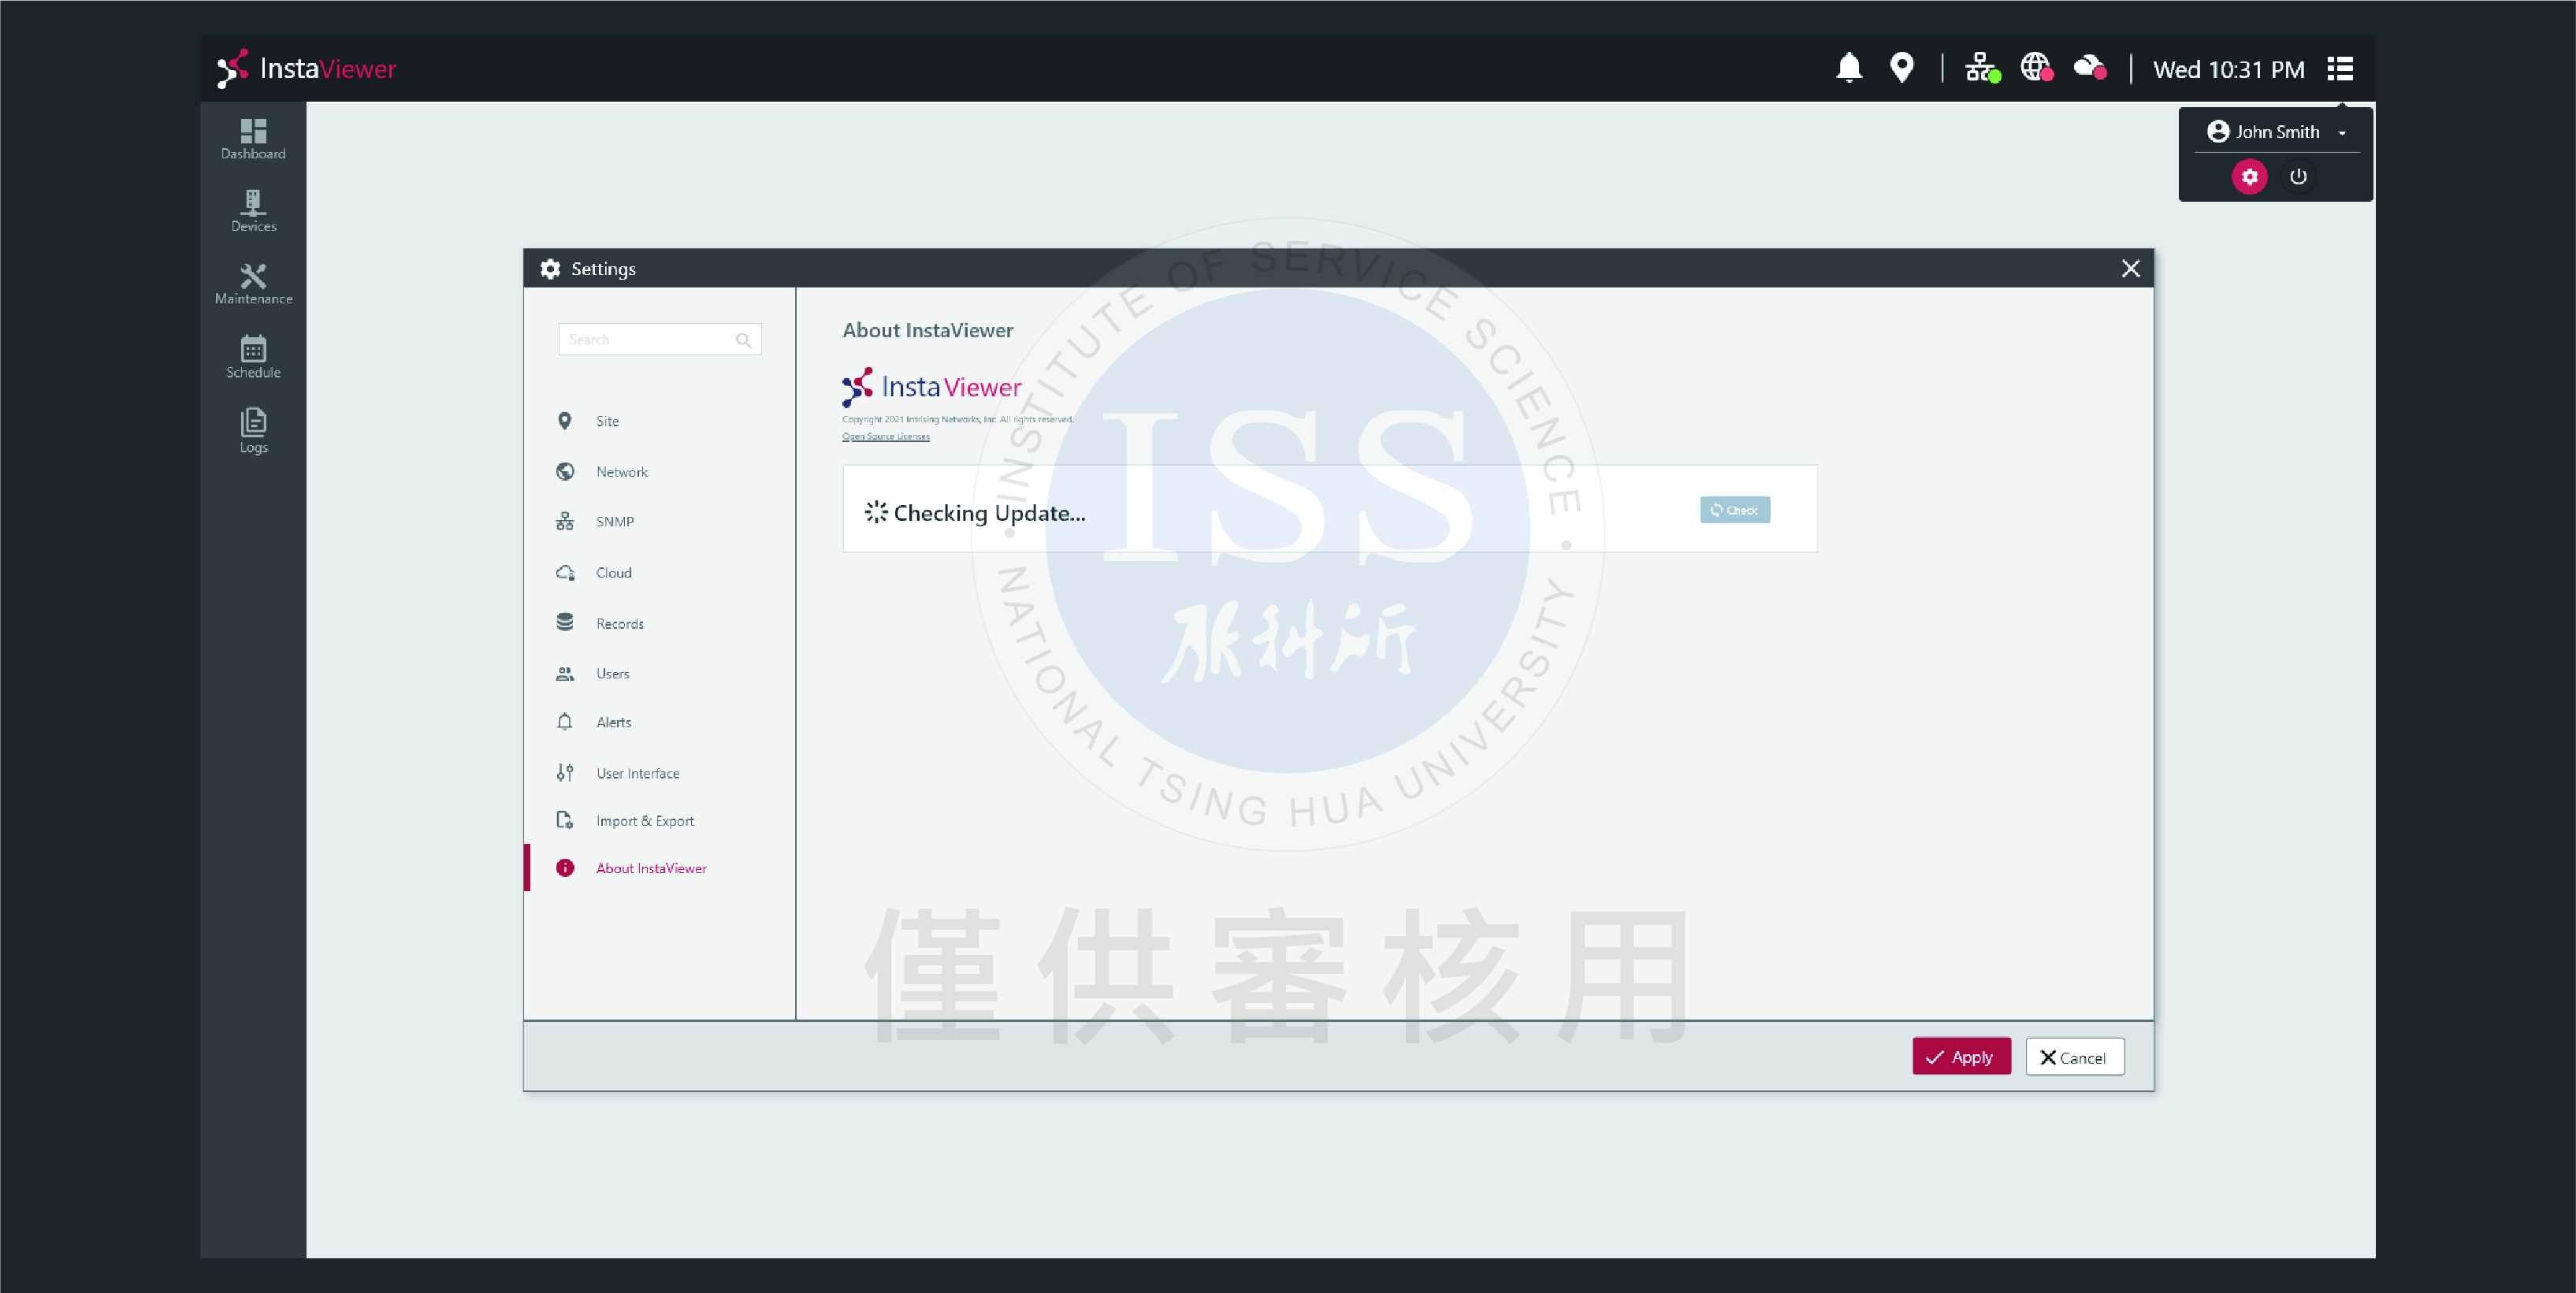 InstaViewer
Wed 10:31 PM
John Smith
Dashboard
Devices
Maintenance
Schedule
Logs
Settings
Search
Site
Network
SNMP
Cloud
Records
Users
Alerts
User Interface
Import & Export
About InstaViewer
About InstaViewer
InstaViewer
Copyright 2021 Intrising Networks, Inc. All rights reserved.
Open Source Licenses
Checking Update...
Check
Apply
Cancel
INSTITUTE OF SERVICE SCIENCE
ISS
服科所
NATIONAL TSING HUA UNIVERSITY
僅供審核用